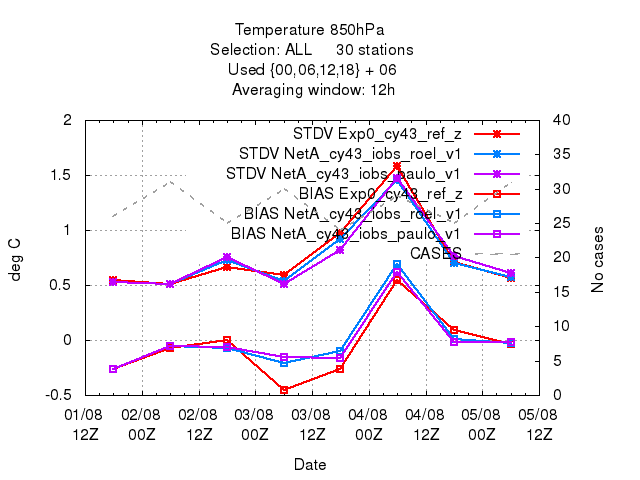 Temperature 850hPa
Selection: ALL 30 stations
Used {00,06,12,18} + 06
Averaging window: 12h
STDV Exp0_cy43_ref_z
STDV NetA_cy43_iobs_roel_v1
STDV NetA_cy43_iobs_paulo_v1
BIAS Exp0_cy43_ref_z
BIAS NetA_cy43_iobs_roel_v1
BIAS NetA_cy43_iobs_paulo_v1
CASES
2
1.5
1
0.5
0
-0.5
deg C
40
35
30
25
20
15
10
5
0
No cases
01/08 02/08 02/08 03/08 03/08 04/08 04/08 05/08 05/08
12Z 00Z 12Z 00Z 12Z 00Z 12Z 00Z 12Z
Date